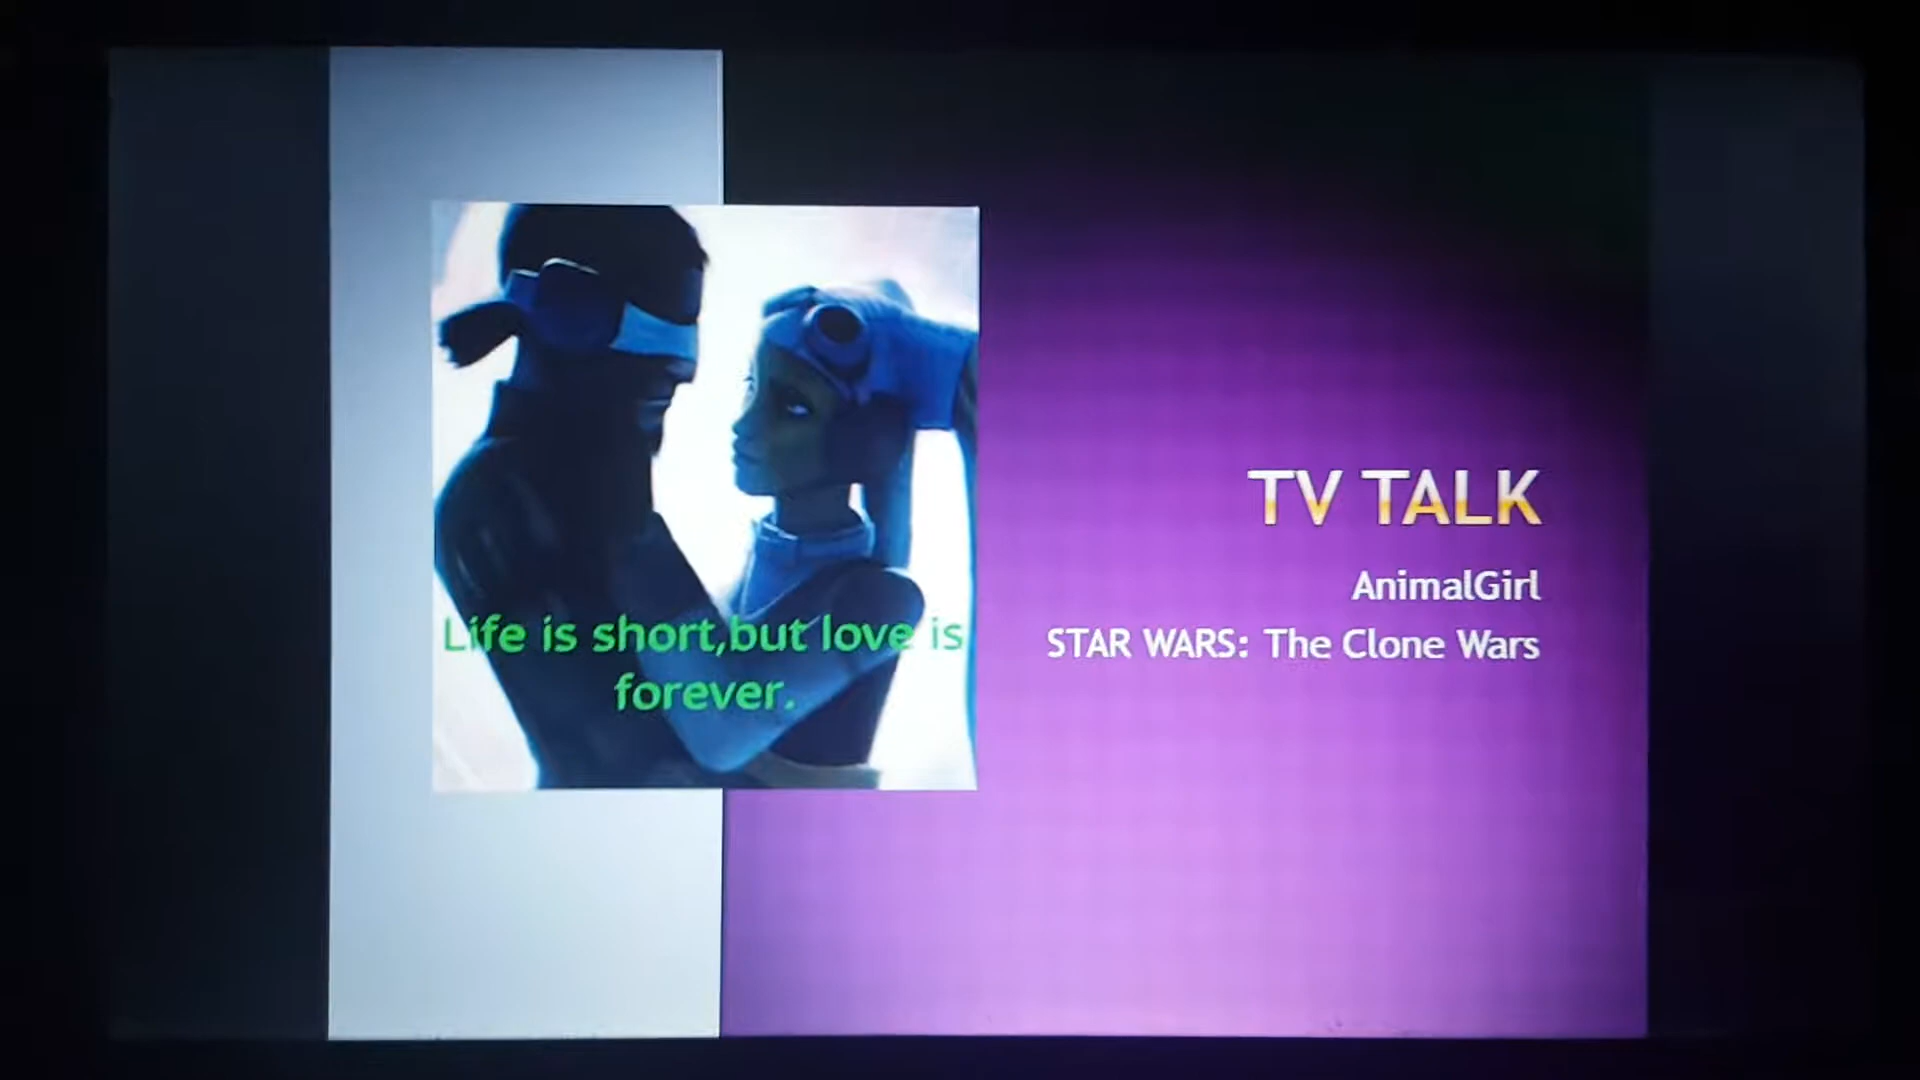 Life is short,but love is
forever.
TV TALK
AnimalGirl
STAR WARS: The Clone Wars